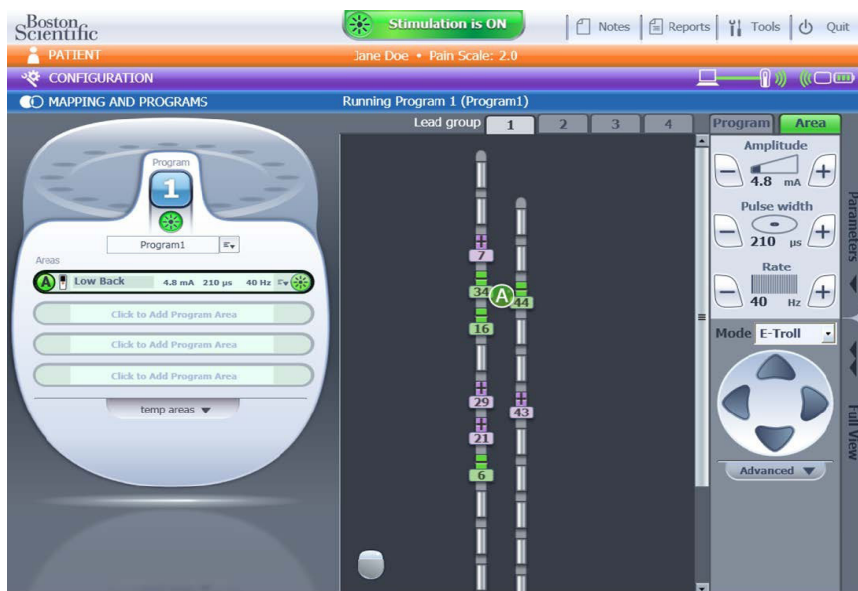 Boston
Scientific
Stimulation is ON
Notes
Reports
Tools
Quit
PATIENT
Jane Doe • Pain Scale: 2.0
CONFIGURATION
MAPPING AND PROGRAMS
Running Program 1 (Program1)
Lead group 1 2 3 4
Program
Area
Program
1
Program1
Areas
A Low Back 4.8 mA 210 µs 40 Hz
Click to Add Program Area
Click to Add Program Area
Click to Add Program Area
temp areas
+
7
34
A
44
16
+
29
+
43
+
21
6
Amplitude
− 4.8 mA +
Pulse width
− 210 µs +
Rate
− 40 Hz +
Mode E-Troll
Advanced
Parameters
Full View